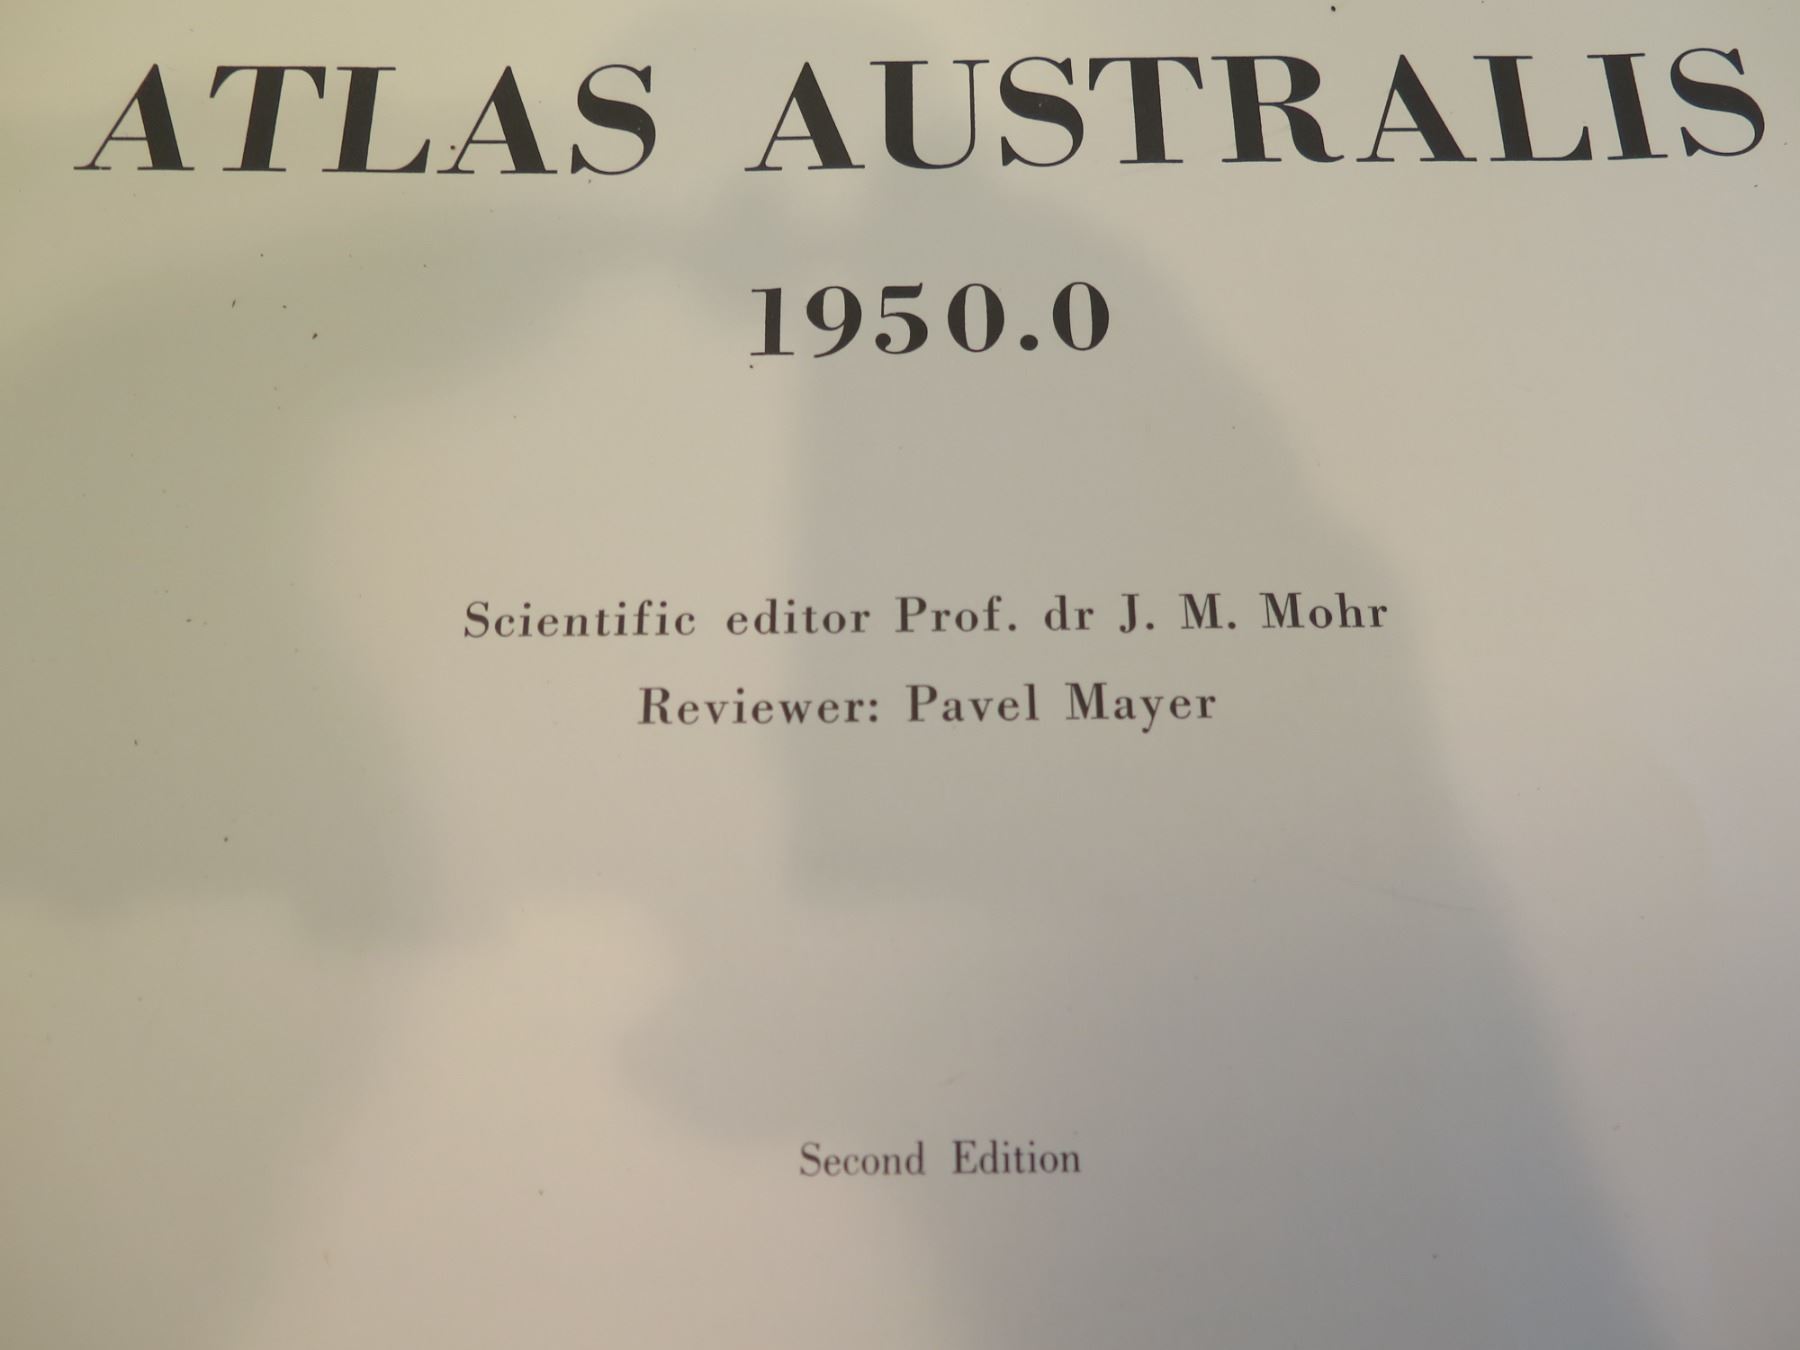 ATLAS AUSTRALIS
1950.0
Scientific editor Prof. dr J. M. Mohr
Reviewer: Pavel Mayer
Second Edition